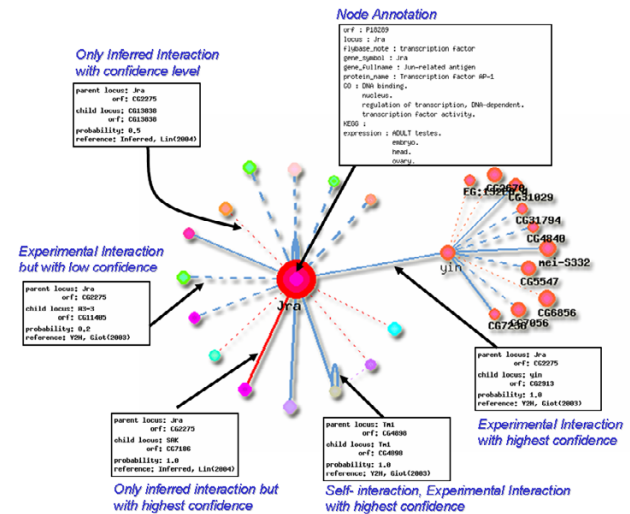 Node Annotation
orf : P18289
locus : Jra
flybase_note : transcription factor
gene_symbol : Jra
gene_fullname : Jun-related antigen
protein_name : Transcription factor AP-1
GO : DNA binding.
nucleus.
regulation of transcription, DNA-dependent.
transcription factor activity.
KEGG :
expression : ADULT testes.
embryo.
head.
ovary.
Only Inferred Interaction
with confidence level
parent locus: Jra
orf: CG2275
child locus: CG13838
orf: CG13838
probability: 0.5
reference: Inferred, Lin(2004)
Experimental Interaction
but with low confidence
parent locus: Jra
orf: CG2275
child locus: H3-3
orf: CG11485
probability: 0.2
reference: Y2H, Giot(2003)
Jra
yin
CG2678
CG31029
CG31794
CG4840
mei-S332
CG5547
CG6856
CG7056
CG7238
parent locus: Jra
orf: CG2275
child locus: yin
orf: CG2913
probability: 1.0
reference: Y2H, Giot(2003)
Experimental Interaction
with highest confidence
parent locus: Jra
orf: CG2275
child locus: SAK
orf: CG7186
probability: 1.0
reference: Inferred, Lin(2004)
Only inferred interaction but
with highest confidence
parent locus: Tm1
orf: CG4898
child locus: Tm1
orf: CG4898
probability: 1.0
reference: Y2H, Giot(2003)
Self- interaction, Experimental Interaction
with highest confidence